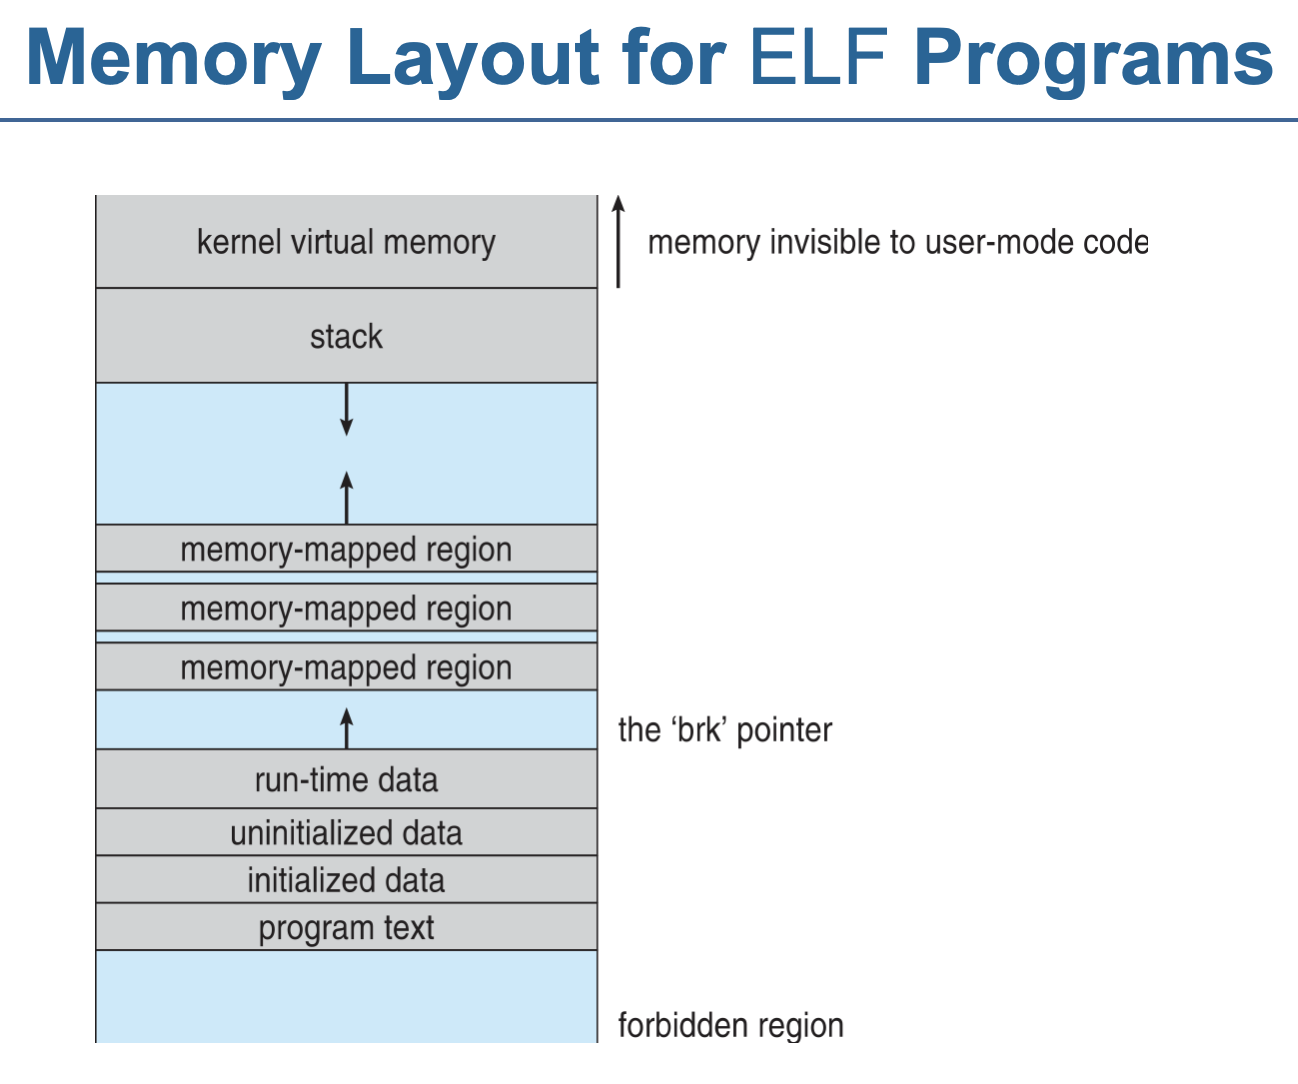 Memory Layout for ELF Programs
kernel virtual memory
memory invisible to user-mode code
stack
memory-mapped region
memory-mapped region
memory-mapped region
the ‘brk’ pointer
run-time data
uninitialized data
initialized data
program text
forbidden region